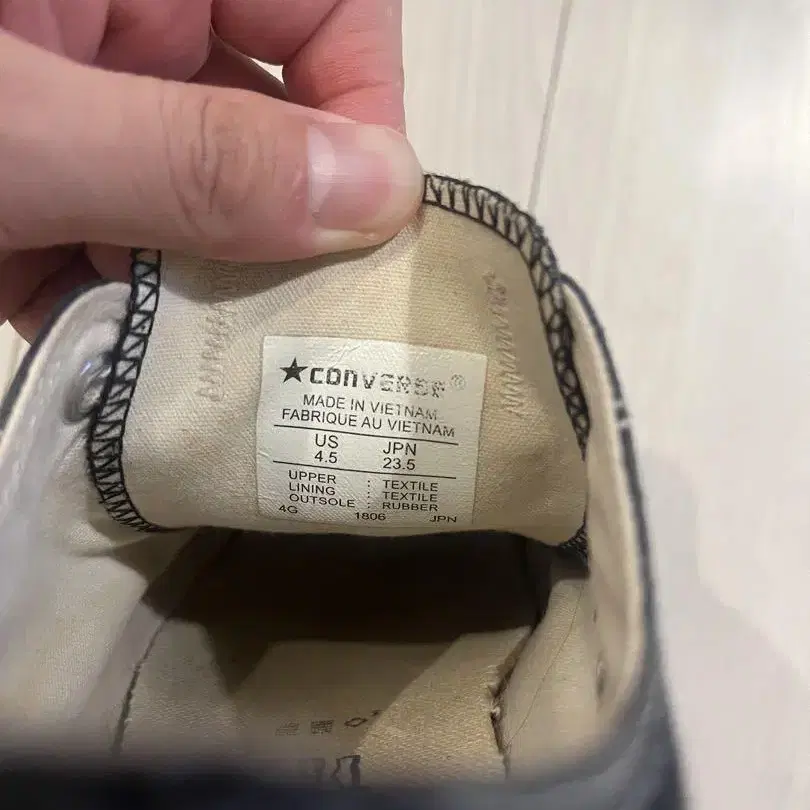 ★CONVERSE®
MADE IN VIETNAM
FABRIQUE AU VIETNAM
US JPN
4.5 23.5
UPPER : TEXTILE
LINING : TEXTILE
OUTSOLE : RUBBER
4G 1806 JPN